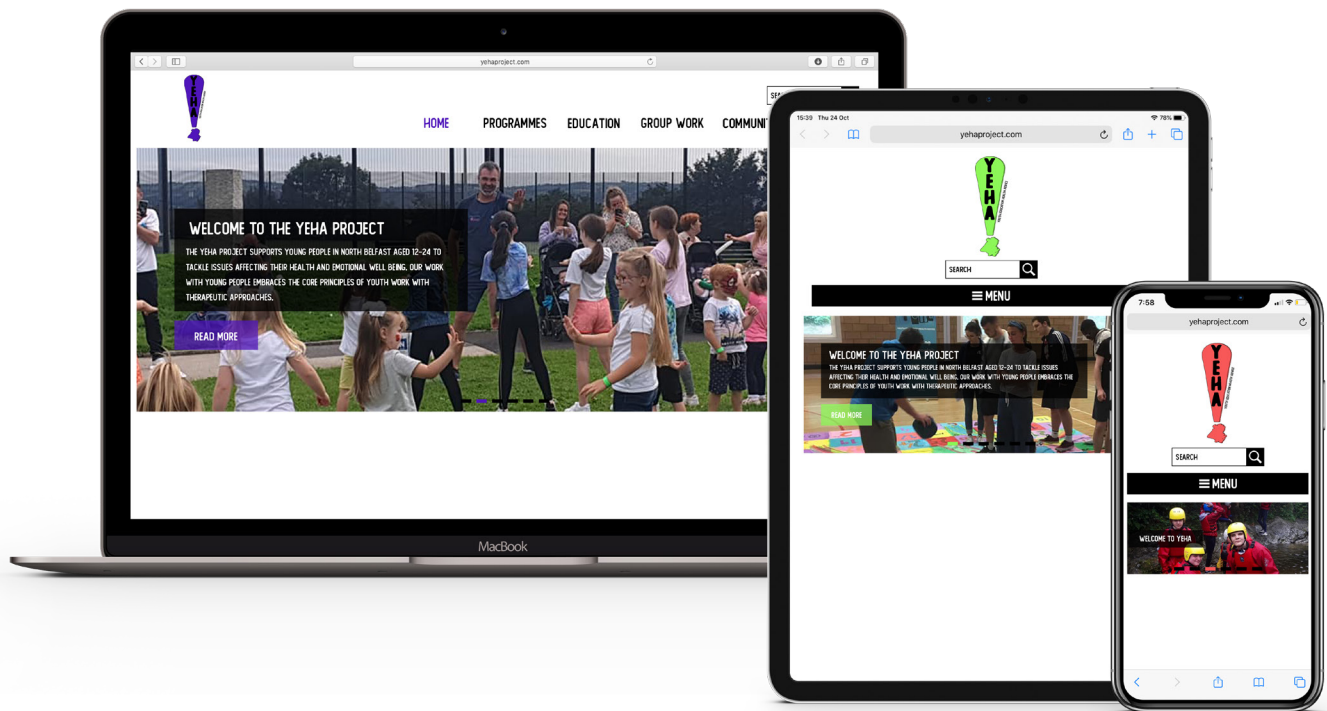 yehaproject.com
YEHA
HOME
PROGRAMMES
EDUCATION
GROUP WORK
COMMUNIT
WELCOME TO THE YEHA PROJECT
THE YEHA PROJECT SUPPORTS YOUNG PEOPLE IN NORTH BELFAST AGED 12-24 TO
TACKLE ISSUES AFFECTING THEIR HEALTH AND EMOTIONAL WELL BEING. OUR WORK
WITH YOUNG PEOPLE EMBRACES THE CORE PRINCIPLES OF YOUTH WORK WITH
THERAPEUTIC APPROACHES.
READ MORE
MacBook
15:39 Thu 24 Oct
78%
yehaproject.com
YEHA
SEARCH
MENU
WELCOME TO THE YEHA PROJECT
THE YEHA PROJECT SUPPORTS YOUNG PEOPLE IN NORTH BELFAST AGED 12-24 TO TACKLE ISSUES
AFFECTING THEIR HEALTH AND EMOTIONAL WELL BEING. OUR WORK WITH YOUNG PEOPLE EMBRACES THE
CORE PRINCIPLES OF YOUTH WORK WITH THERAPEUTIC APPROACHES.
READ MORE
7:58
yehaproject.com
YEHA
SEARCH
MENU
WELCOME TO YEHA